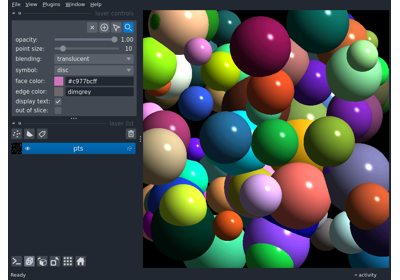 File View Plugins Window Help
layer controls
opacity: 1.00
point size: 10
blending: translucent
symbol: disc
face color: #c977bcff
edge color: dimgrey
display text:
out of slice:
layer list
pts
Ready
activity